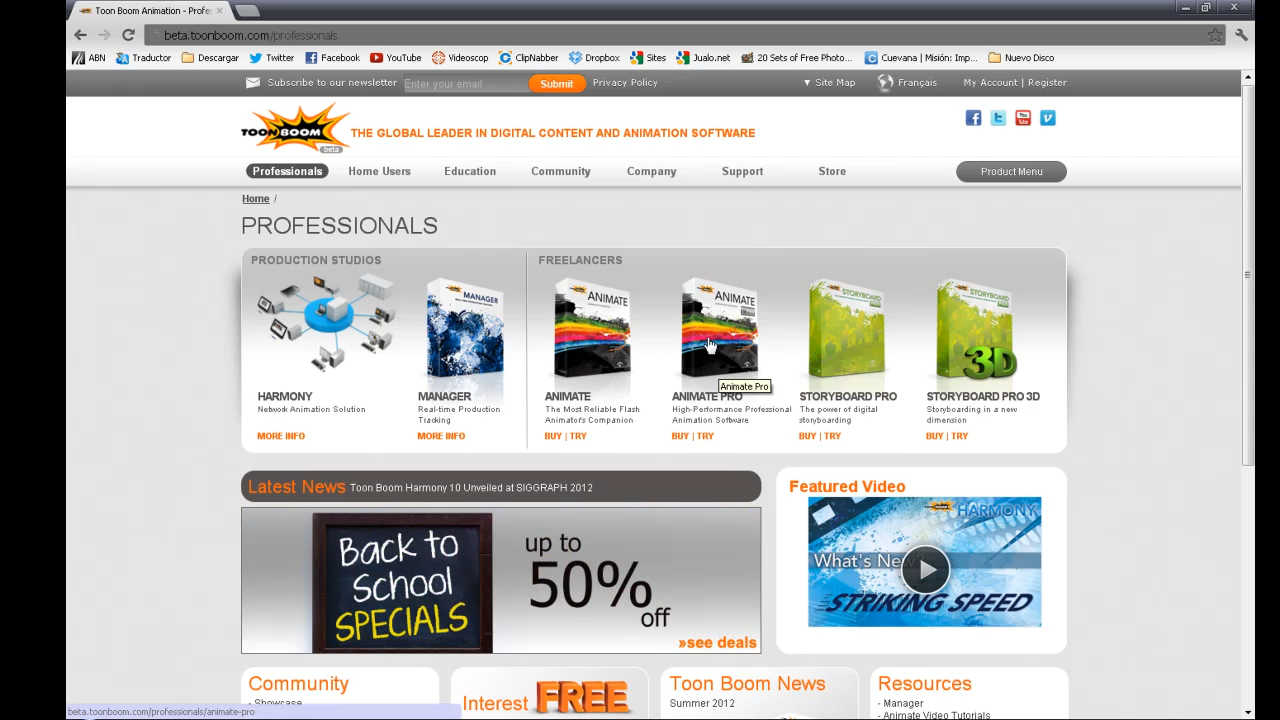 Toon Boom Animation - Profe
beta.toonboom.com/professionals
ABN Traductor Descargar Twitter Facebook YouTube Videoscop ClipNabber Dropbox Sites Jualo.net 20 Sets of Free Photo... Cuevana | Misión: Imp... Nuevo Disco
Subscribe to our newsletter Enter your email Submit Privacy Policy ▼ Site Map Français My Account | Register
TOONBOOM THE GLOBAL LEADER IN DIGITAL CONTENT AND ANIMATION SOFTWARE
beta
Professionals Home Users Education Community Company Support Store Product Menu
Home /
PROFESSIONALS
PRODUCTION STUDIOS FREELANCERS
MANAGER ANIMATE ANIMATE STORYBOARD STORYBOARD
3D
HARMONY MANAGER ANIMATE ANIMATE PRO STORYBOARD PRO STORYBOARD PRO 3D
Animate Pro
Network Animation Solution
Real-time Production Tracking
The Most Reliable Flash Animator's Companion
High-Performance Professional Animation Software
The power of digital storyboarding
Storyboarding in a new dimension
MORE INFO MORE INFO BUY | TRY BUY | TRY BUY | TRY BUY | TRY
Latest News Toon Boom Harmony 10 Unveiled at SIGGRAPH 2012
Back to School SPECIALS
up to
50%
off
»see deals
Featured Video
HARMONY
What's New
STRIKING SPEED
Community
Showcase
Interest FREE
Toon Boom News
Summer 2012
Resources
- Manager
- Animate Video Tutorials
beta.toonboom.com/professionals/animate-pro